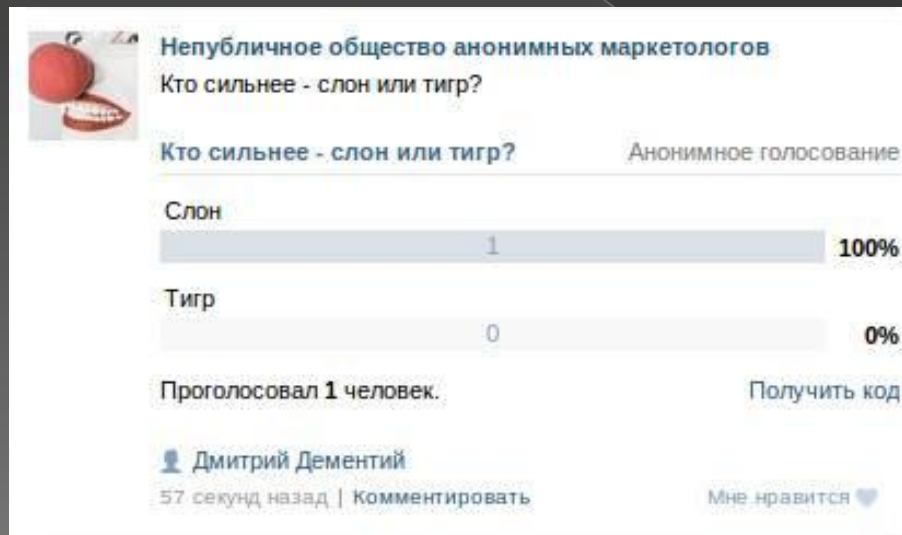 Непубличное общество анонимных маркетологов
Кто сильнее - слон или тигр?
Кто сильнее - слон или тигр? Анонимное голосование
Слон
1 100%
Тигр
0 0%
Проголосовал 1 человек. Получить код
Дмитрий Дементий
57 секунд назад | Комментировать Мне нравится